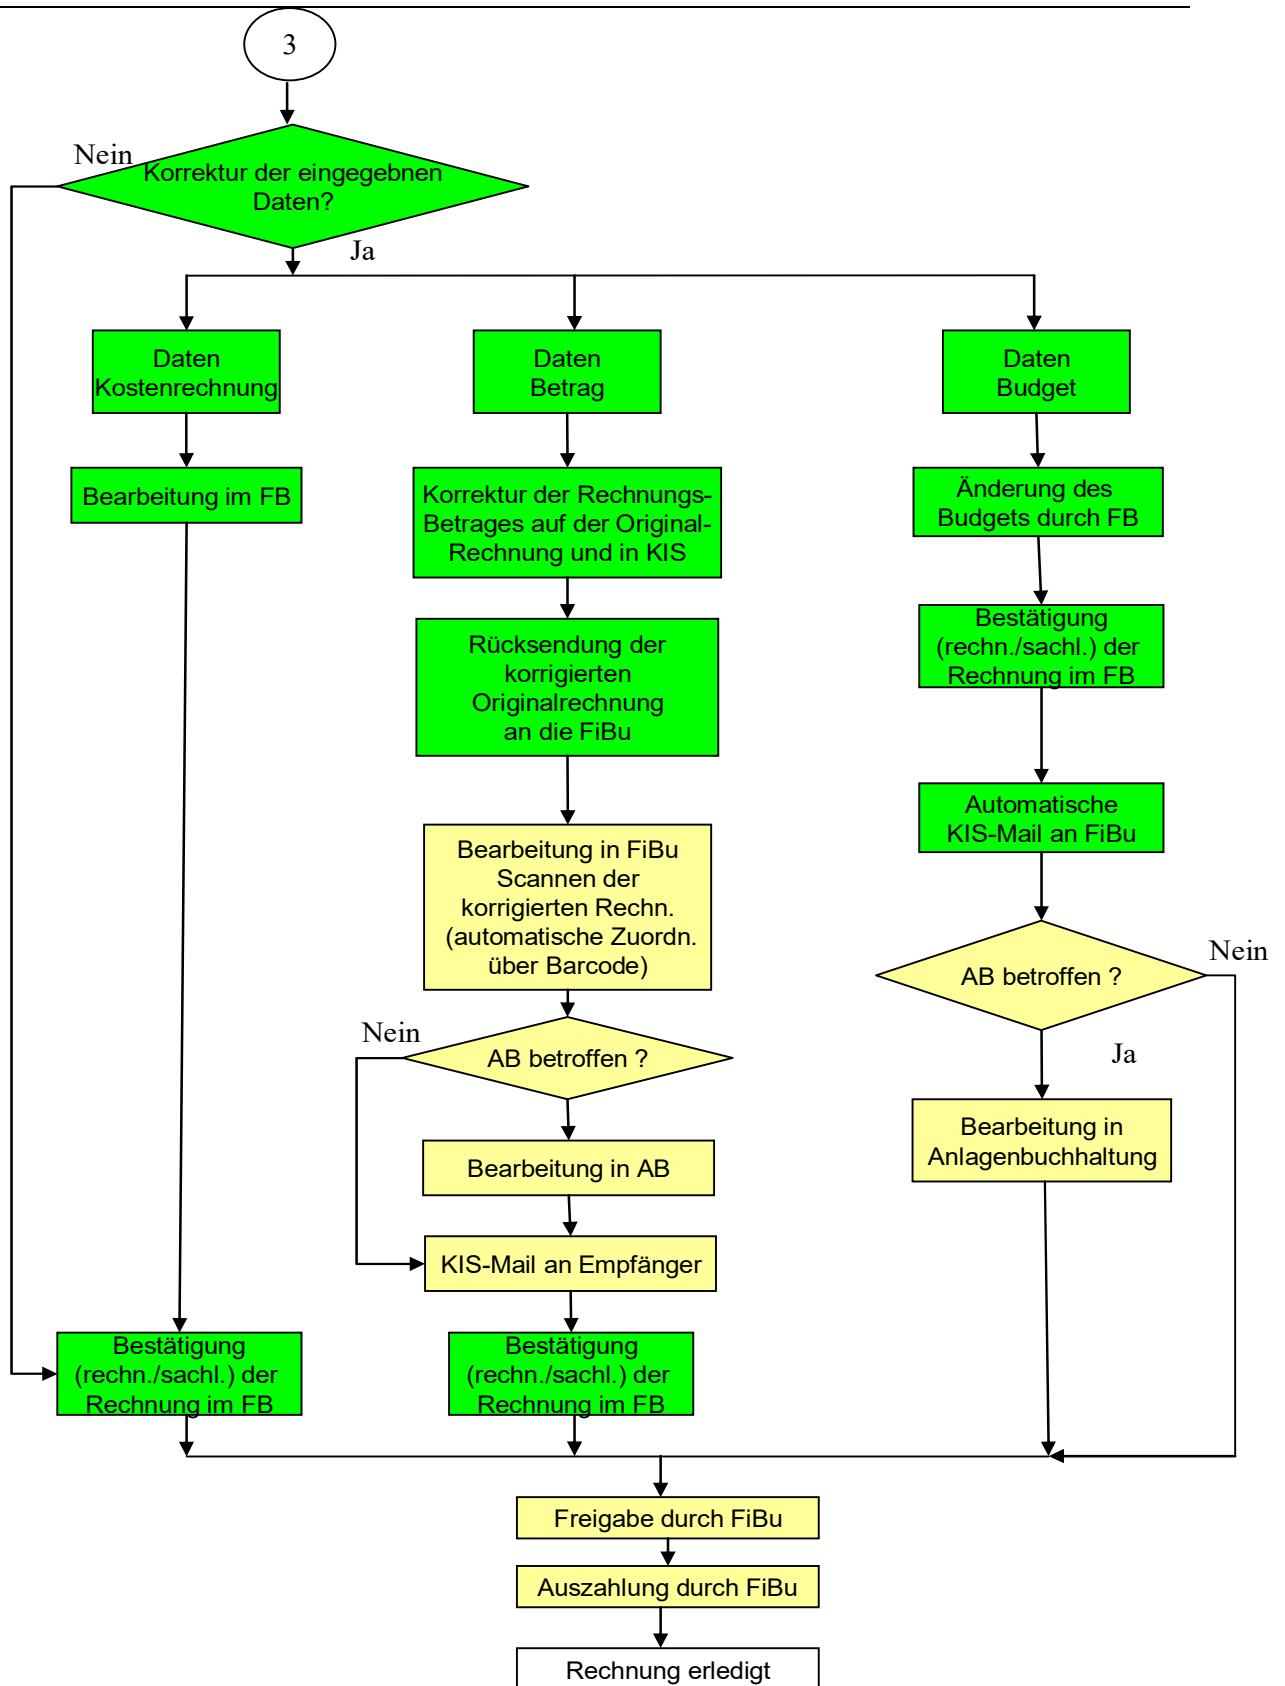 3
Nein
Korrektur der eingegebnen
Daten?
Ja
Daten
Kostenrechnung
Bearbeitung im FB
Daten
Betrag
Korrektur der Rechnungs-
Betrages auf der Original-
Rechnung und in KIS
Rücksendung der
korrigierten
Originalrechnung
an die FiBu
Bearbeitung in FiBu
Scannen der
korrigierten Rechn.
(automatische Zuordn.
über Barcode)
Nein
AB betroffen ?
Bearbeitung in AB
KIS-Mail an Empfänger
Daten
Budget
Änderung des
Budgets durch FB
Bestätigung
(rechn./sachl.) der
Rechnung im FB
Automatische
KIS-Mail an FiBu
Nein
AB betroffen ?
Ja
Bearbeitung in
Anlagenbuchhaltung
Bestätigung
(rechn./sachl.) der
Rechnung im FB
Bestätigung
(rechn./sachl.) der
Rechnung im FB
Freigabe durch FiBu
Auszahlung durch FiBu
Rechnung erledigt